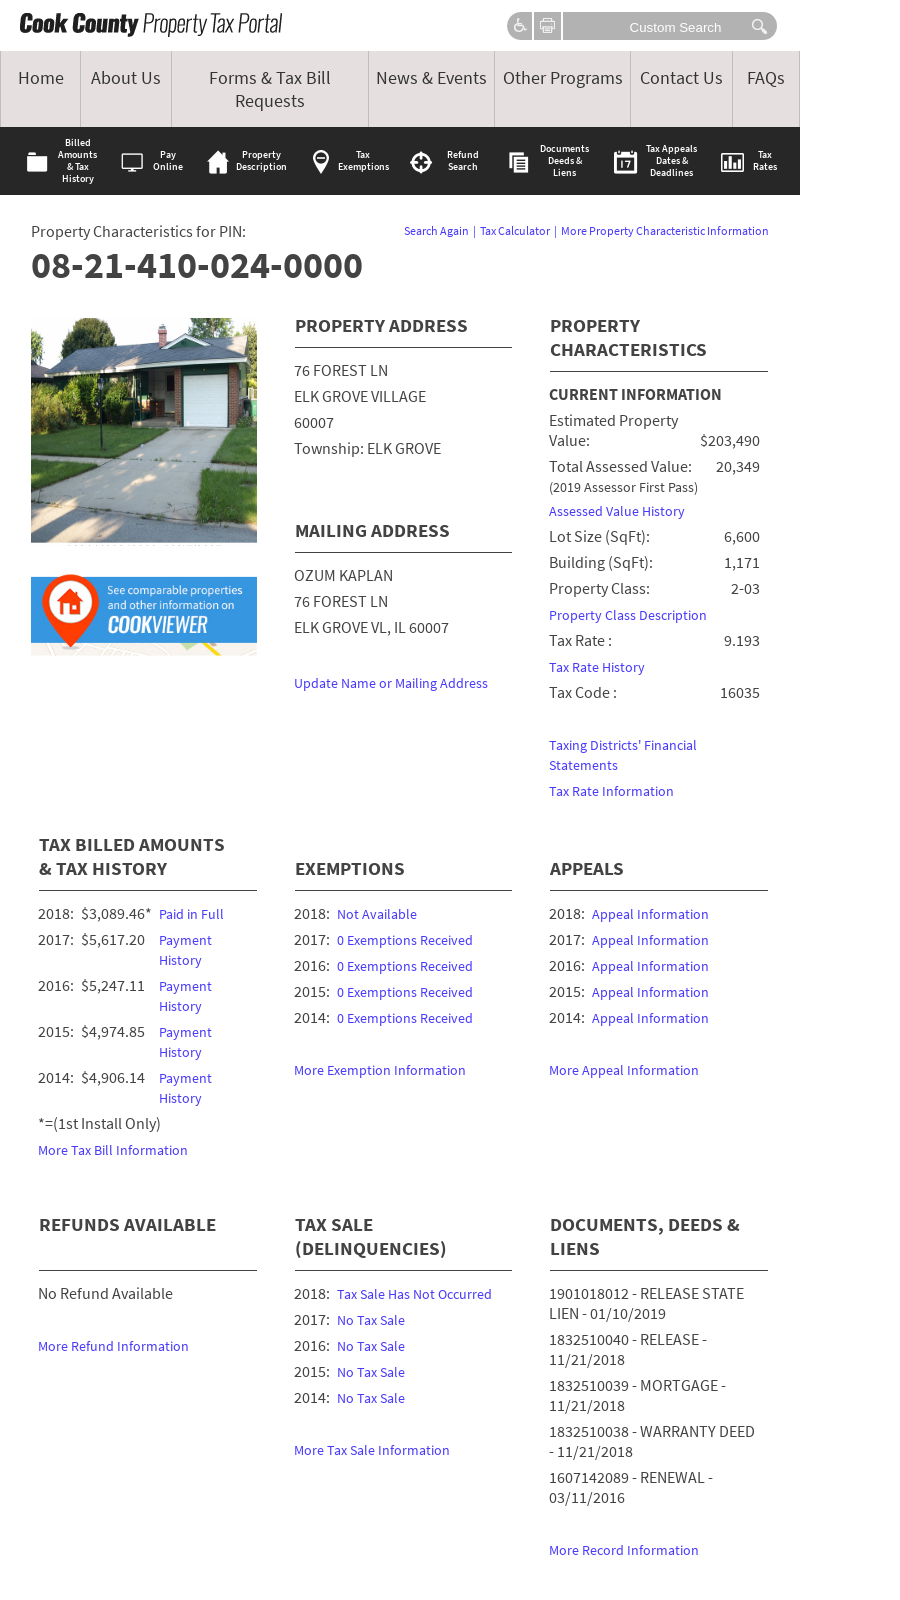 Cook County Property Tax Portal
Custom Search
Home
About Us
Forms & Tax Bill
Requests
News & Events
Other Programs
Contact Us
FAQs
Billed
Amounts
& Tax
History
Pay
Online
Property
Description
Tax
Exemptions
Refund
Search
Documents
Deeds &
Liens
17
Tax Appeals
Dates &
Deadlines
Tax
Rates
Property Characteristics for PIN:
Search Again | Tax Calculator | More Property Characteristic Information
08-21-410-024-0000
See comparable properties
and other information on
COOKVIEWER
PROPERTY ADDRESS
76 FOREST LN
ELK GROVE VILLAGE
60007
Township: ELK GROVE
MAILING ADDRESS
OZUM KAPLAN
76 FOREST LN
ELK GROVE VL, IL 60007
Update Name or Mailing Address
PROPERTY
CHARACTERISTICS
CURRENT INFORMATION
Estimated Property
Value: $203,490
Total Assessed Value: 20,349
(2019 Assessor First Pass)
Assessed Value History
Lot Size (SqFt): 6,600
Building (SqFt): 1,171
Property Class: 2-03
Property Class Description
Tax Rate : 9.193
Tax Rate History
Tax Code : 16035
Taxing Districts' Financial
Statements
Tax Rate Information
TAX BILLED AMOUNTS
& TAX HISTORY
2018: $3,089.46* Paid in Full
2017: $5,617.20 Payment
History
2016: $5,247.11 Payment
History
2015: $4,974.85 Payment
History
2014: $4,906.14 Payment
History
*=(1st Install Only)
More Tax Bill Information
EXEMPTIONS
2018: Not Available
2017: 0 Exemptions Received
2016: 0 Exemptions Received
2015: 0 Exemptions Received
2014: 0 Exemptions Received
More Exemption Information
APPEALS
2018: Appeal Information
2017: Appeal Information
2016: Appeal Information
2015: Appeal Information
2014: Appeal Information
More Appeal Information
REFUNDS AVAILABLE
No Refund Available
More Refund Information
TAX SALE
(DELINQUENCIES)
2018: Tax Sale Has Not Occurred
2017: No Tax Sale
2016: No Tax Sale
2015: No Tax Sale
2014: No Tax Sale
More Tax Sale Information
DOCUMENTS, DEEDS &
LIENS
1901018012 - RELEASE STATE
LIEN - 01/10/2019
1832510040 - RELEASE -
11/21/2018
1832510039 - MORTGAGE -
11/21/2018
1832510038 - WARRANTY DEED
- 11/21/2018
1607142089 - RENEWAL -
03/11/2016
More Record Information